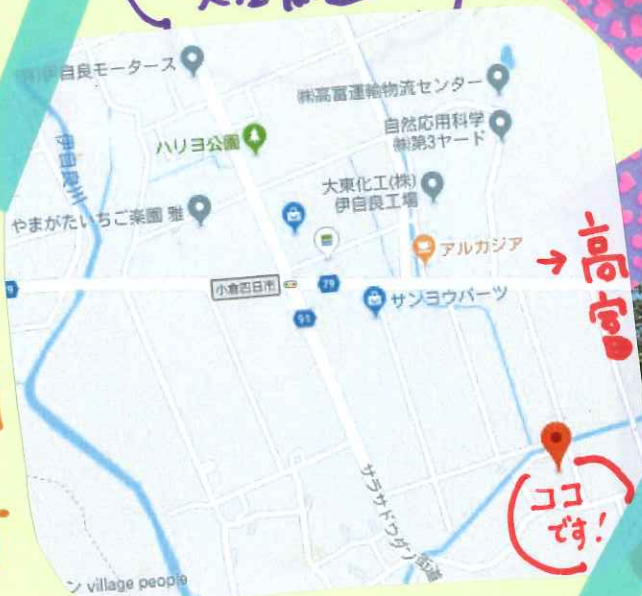 自良モータース
㈱高富運輸物流センター
ハリヨ公園
自然応用科学
㈱第3ヤード
伊自良川
大東化工(株)
伊自良工場
やまがたいちご楽園 雅
アルカジア
→高富
小倉四日市
79
サンヨウパーツ
91
ココ
です!
サラサドウダン街道
village people